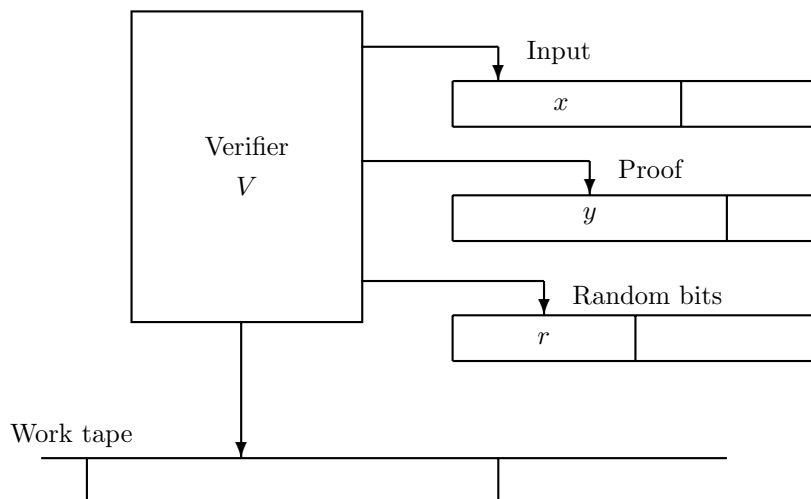 Input
x
Verifier
V
Proof
y
Random bits
r
Work tape